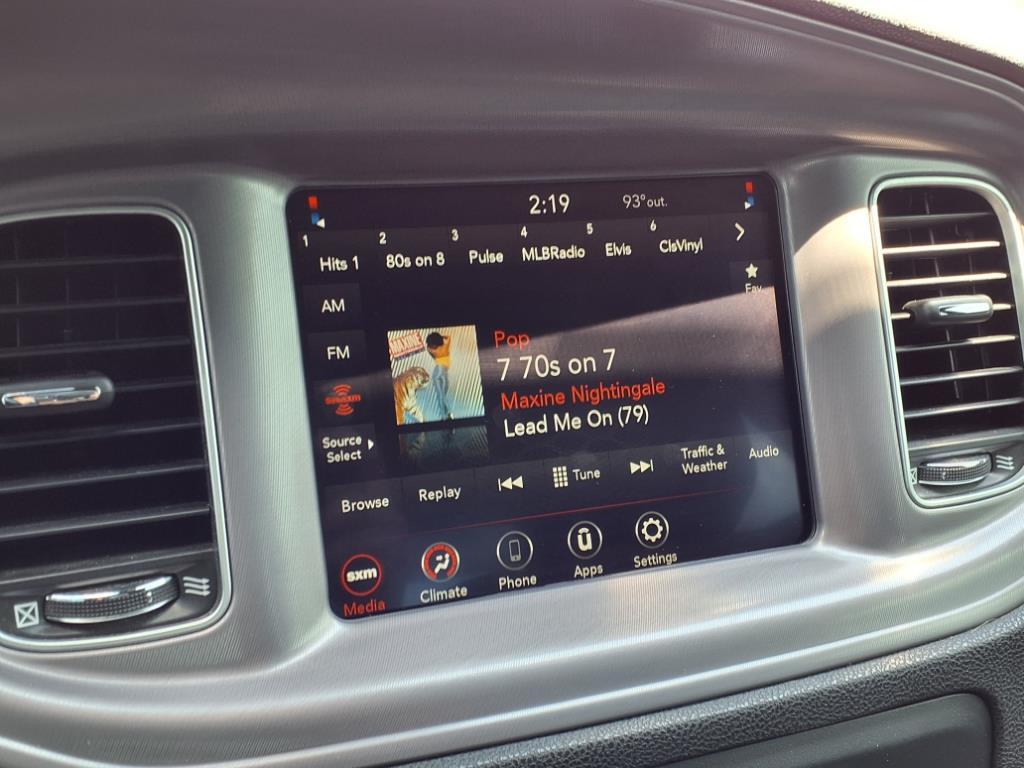 2:19 93° out.
1 Hits 1 2 80s on 8 3 Pulse 4 MLBRadio 5 Elvis 6 ClsVinyl
Fav
AM
FM
SiriusXM
Source
Select
MAXINE
Pop
7 70s on 7
Maxine Nightingale
Lead Me On (79)
Browse Replay Tune Traffic &
Weather Audio
sxm
Media Climate Phone Apps Settings